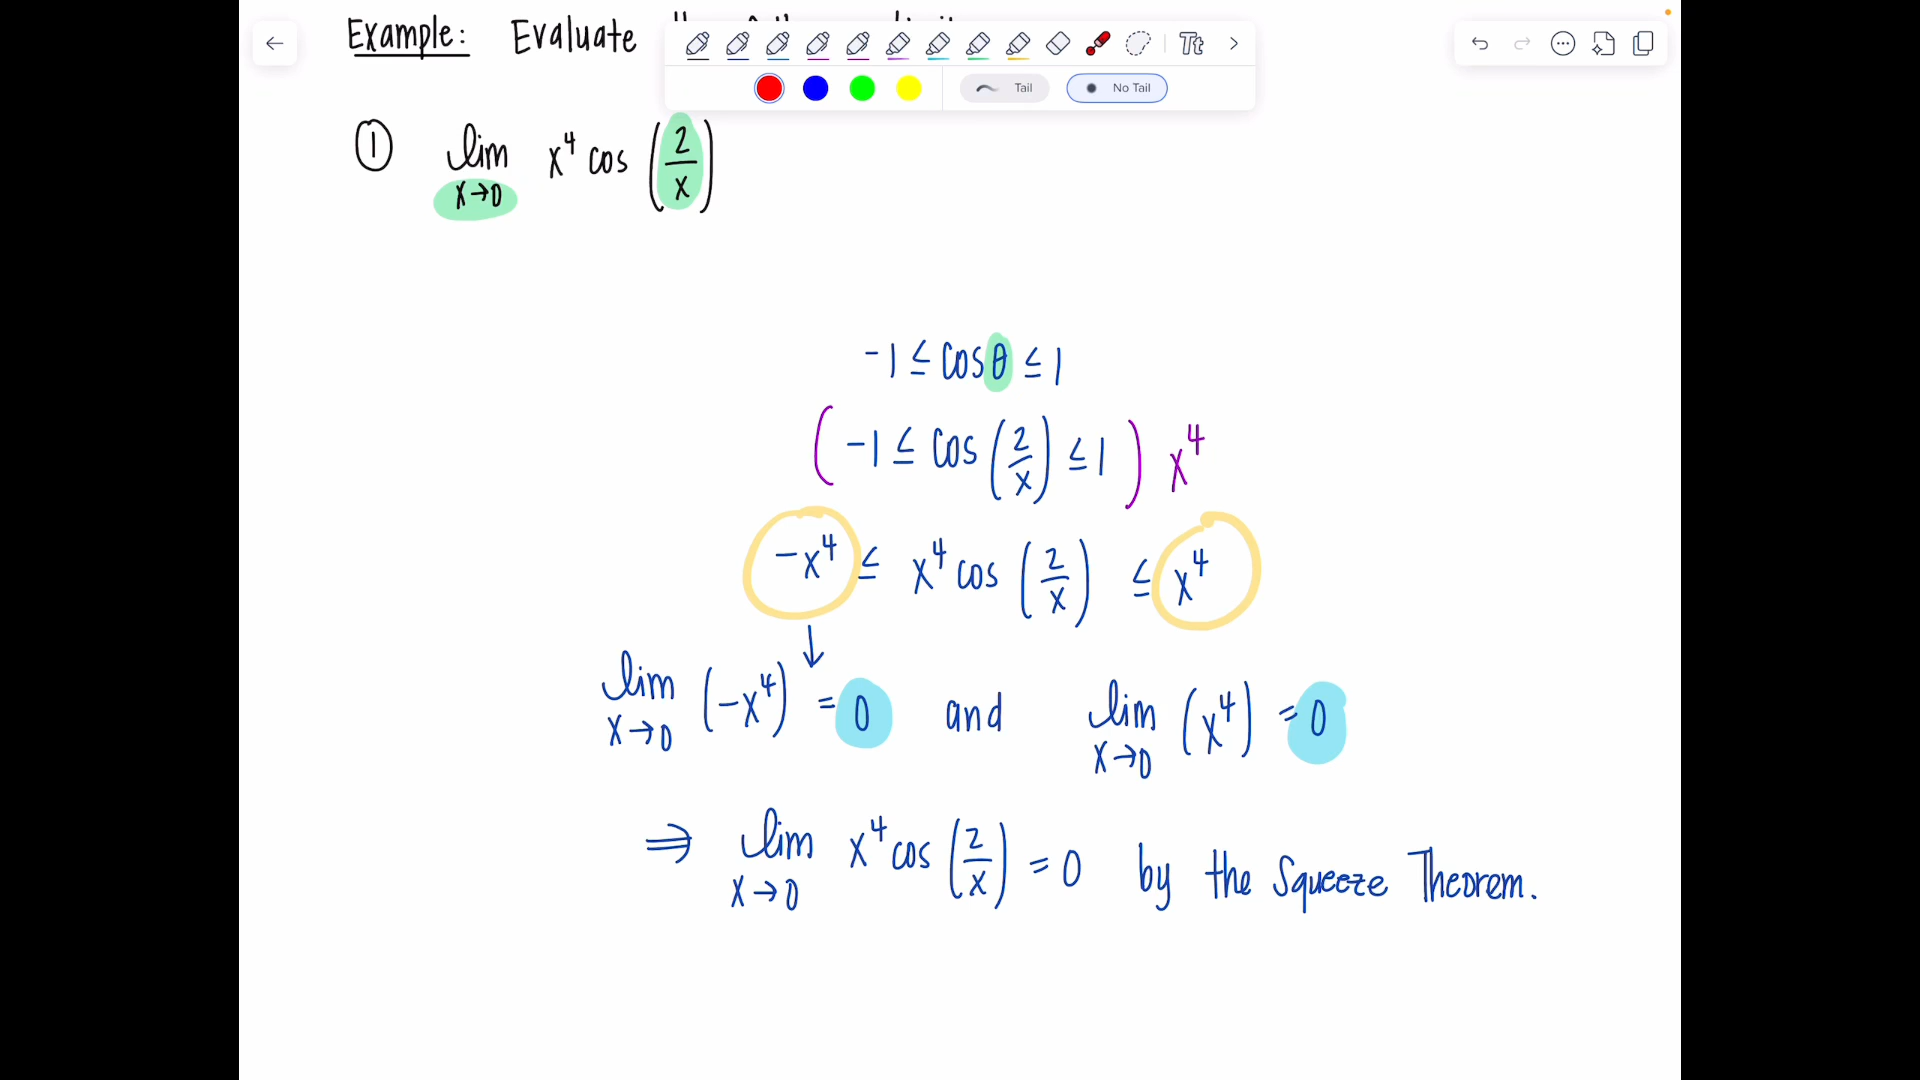 Example: Evaluate
Tt
Tail
No Tail
① lim x→0 x⁴ cos (2/x)
-1 ≤ cos θ ≤ 1
( -1 ≤ cos (2/x) ≤ 1 ) x⁴
-x⁴ ≤ x⁴ cos (2/x) ≤ x⁴
↓
lim x→0 (-x⁴) = 0 and lim x→0 (x⁴) = 0
⇒ lim x→0 x⁴ cos (2/x) = 0 by the Squeeze Theorem.